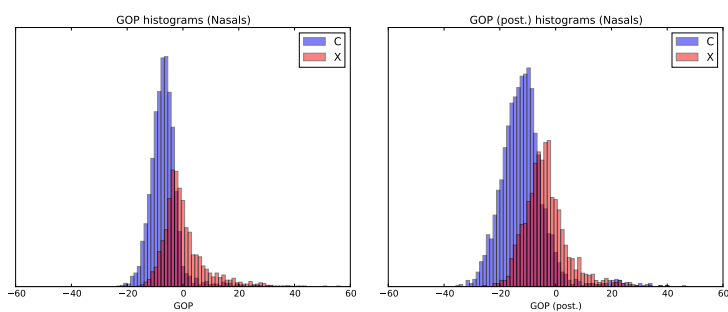 GOP histograms (Nasals)
C
X
−60 −40 −20 0 20 40 60
GOP
GOP (post.) histograms (Nasals)
C
X
−60 −40 −20 0 20 40 60
GOP (post.)